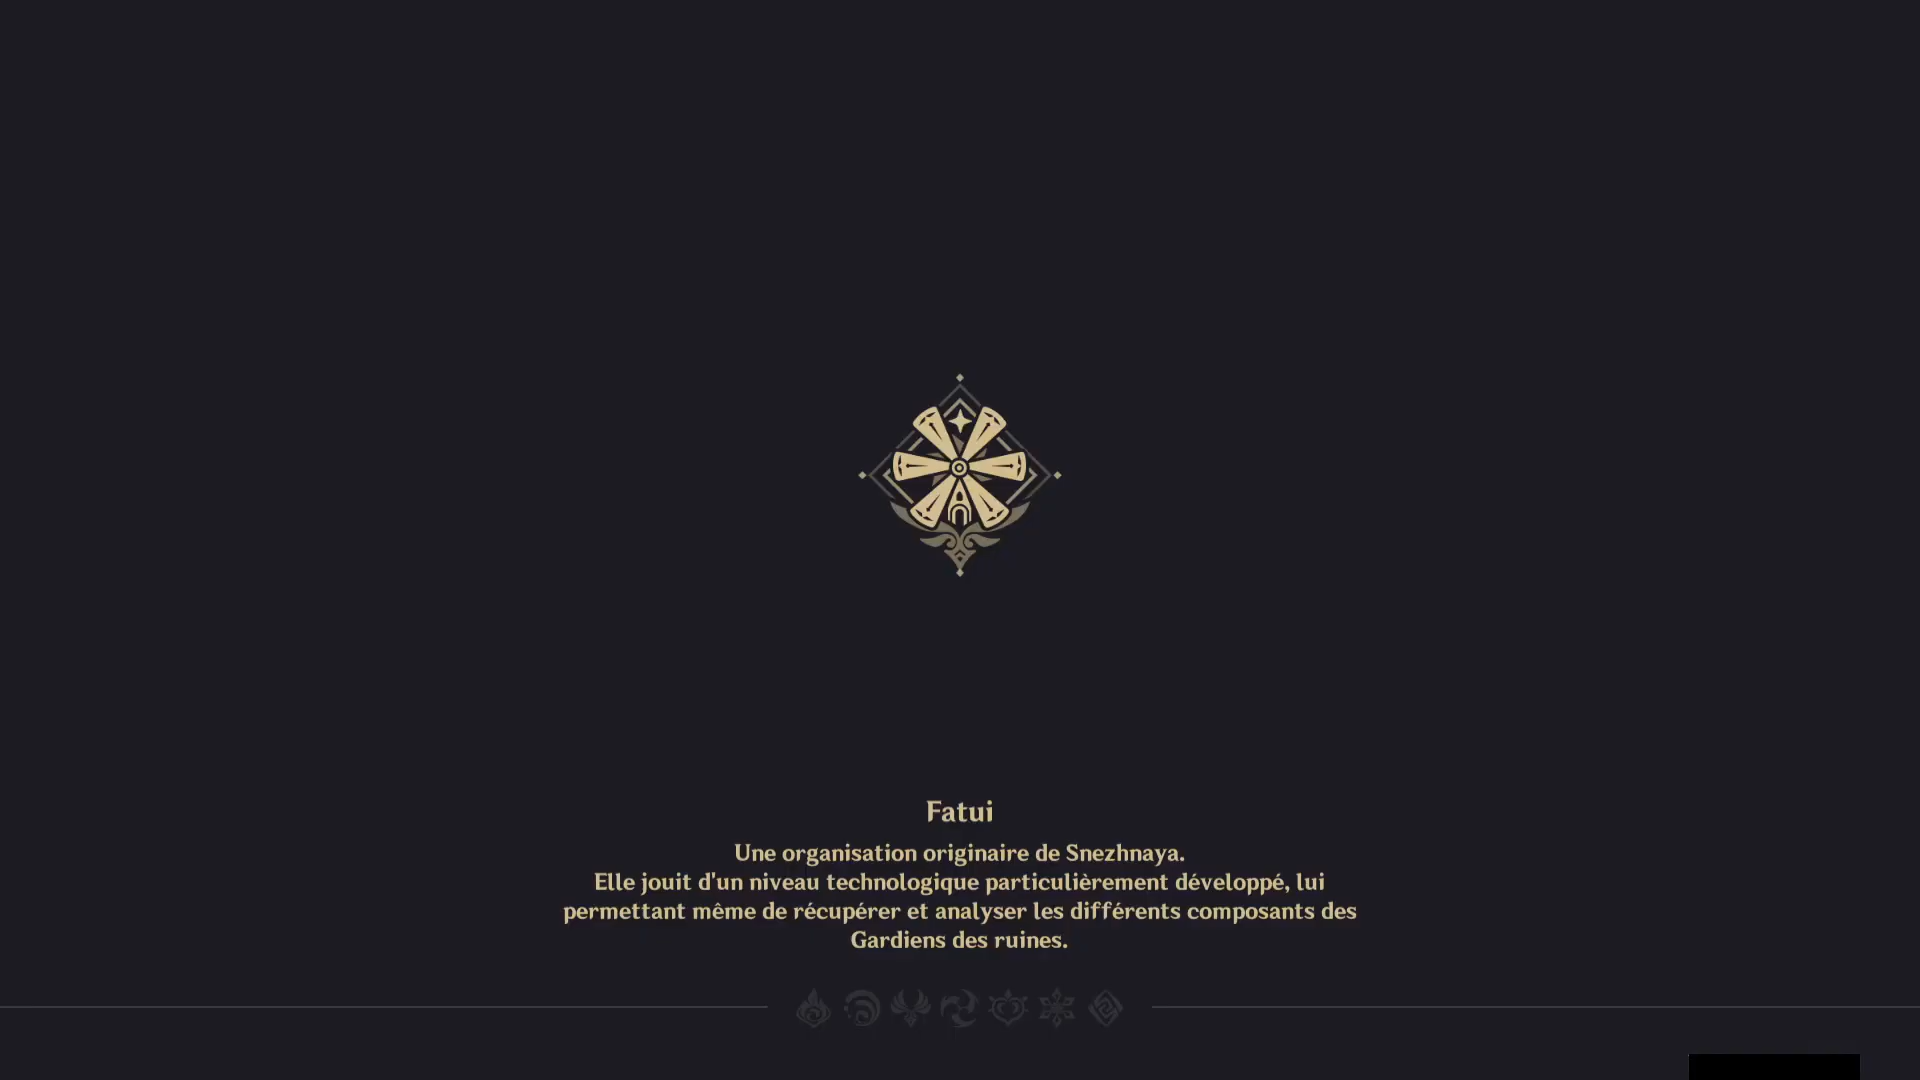 Fatui
Une organisation originaire de Snezhnaya.
Elle jouit d'un niveau technologique particulièrement développé, lui
permettant même de récupérer et analyser les différents composants des
Gardiens des ruines.